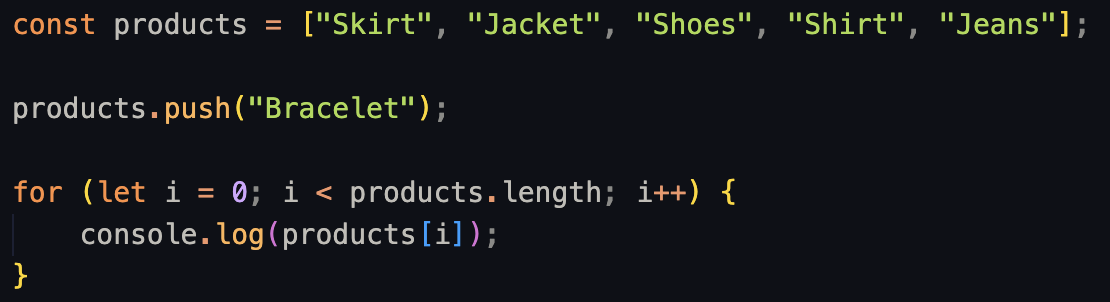 const products = ["Skirt", "Jacket", "Shoes", "Shirt", "Jeans"];
products.push("Bracelet");
for (let i = 0; i < products.length; i++) {
    console.log(products[i]);
}